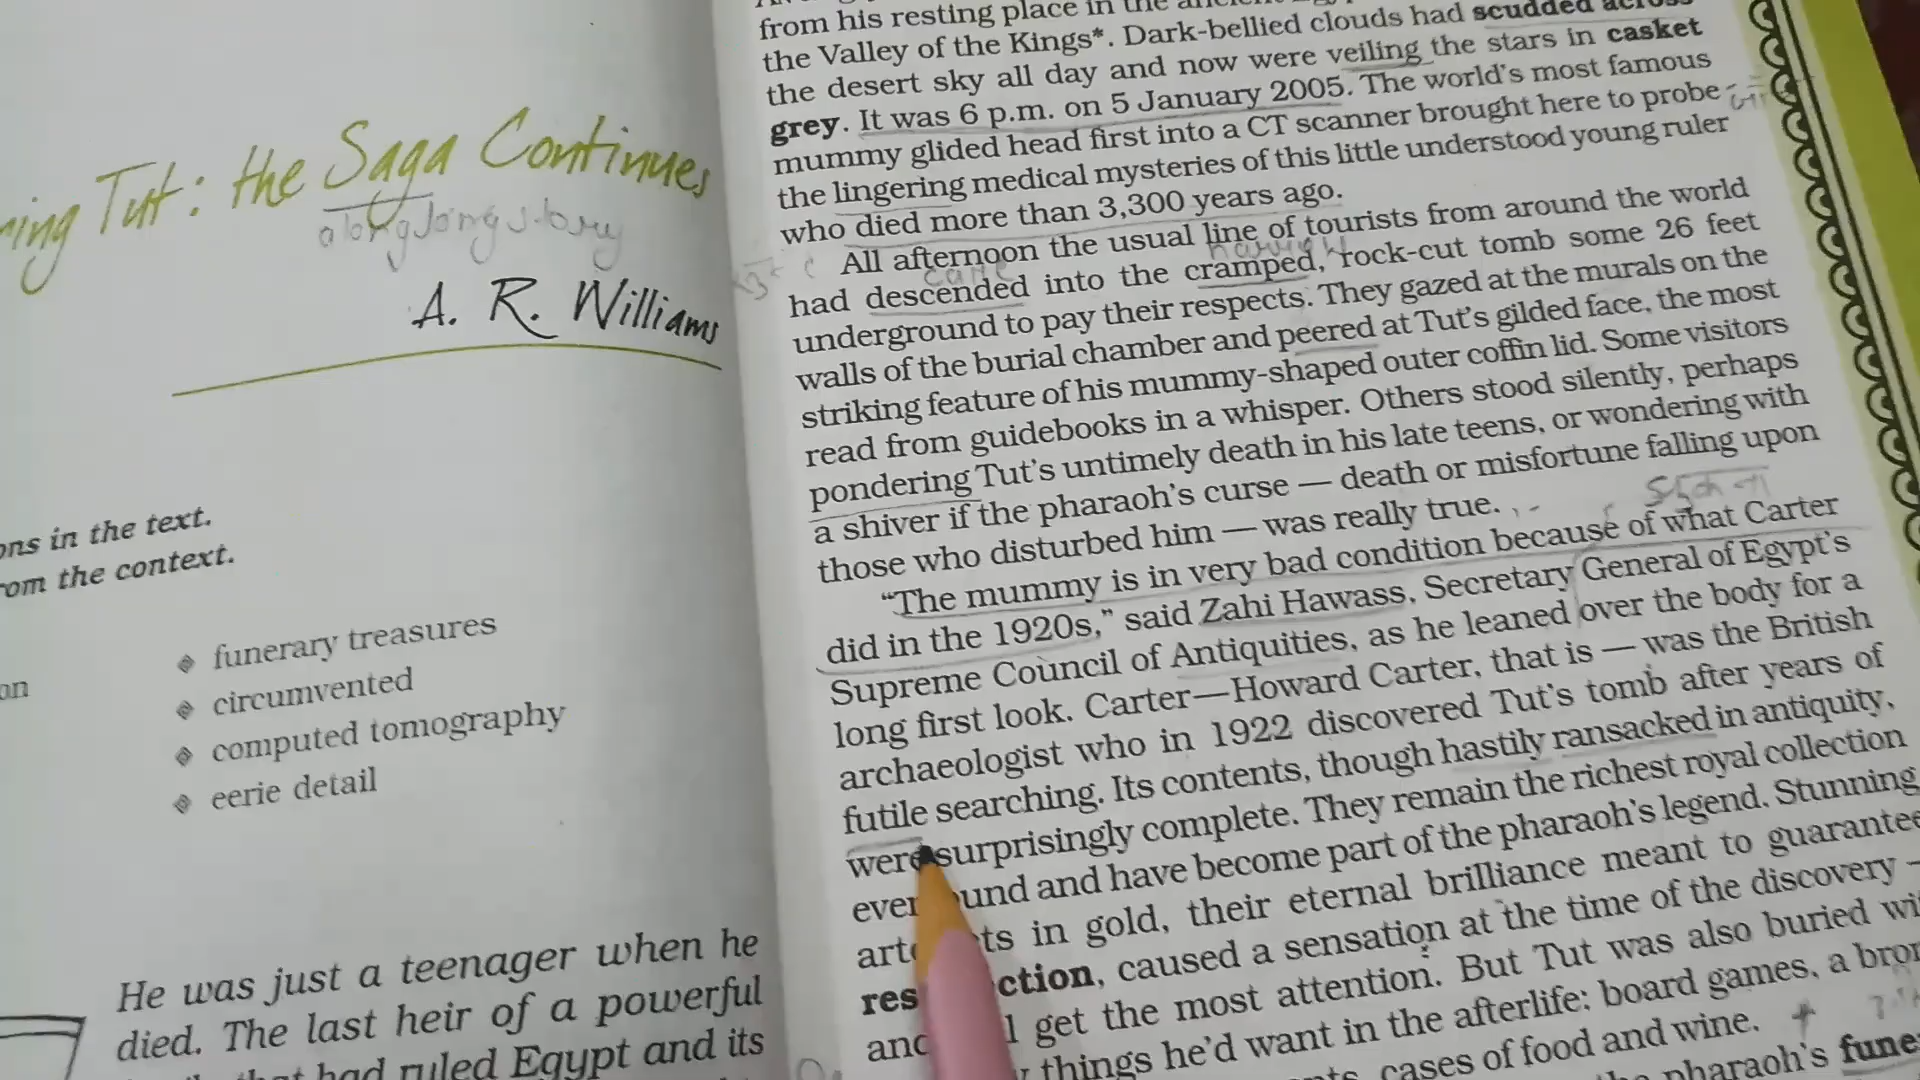 ing Tut: the Saga Continues
a long long story
A. R. Williams
ons in the text.
rom the context.
on
funerary treasures
circumvented
computed tomography
eerie detail
He was just a teenager when he
died. The last heir of a powerful
that had ruled Egypt and its
from his resting place in the
the Valley of the Kings*. Dark-bellied clouds had scudded across
the desert sky all day and now were veiling the stars in casket
grey. It was 6 p.m. on 5 January 2005. The world's most famous
mummy glided head first into a CT scanner brought here to probe
the lingering medical mysteries of this little understood young ruler
who died more than 3,300 years ago.
All afternoon the usual line of tourists from around the world
had descended into the cramped, rock-cut tomb some 26 feet
underground to pay their respects. They gazed at the murals on the
walls of the burial chamber and peered at Tut's gilded face, the most
striking feature of his mummy-shaped outer coffin lid. Some visitors
read from guidebooks in a whisper. Others stood silently, perhaps
pondering Tut's untimely death in his late teens, or wondering with
a shiver if the pharaoh's curse — death or misfortune falling upon
those who disturbed him — was really true.
“The mummy is in very bad condition because of what Carter
did in the 1920s,” said Zahi Hawass, Secretary General of Egypt's
Supreme Council of Antiquities, as he leaned over the body for a
long first look. Carter—Howard Carter, that is — was the British
archaeologist who in 1922 discovered Tut's tomb after years of
futile searching. Its contents, though hastily ransacked in antiquity,
were surprisingly complete. They remain the richest royal collection
ever ound and have become part of the pharaoh's legend. Stunning
arte ts in gold, their eternal brilliance meant to guarantee
res ction, caused a sensation at the time of the discovery —
and l get the most attention. But Tut was also buried wi
y things he'd want in the afterlife: board games, a bron
cases of food and wine.
pharaoh's fune